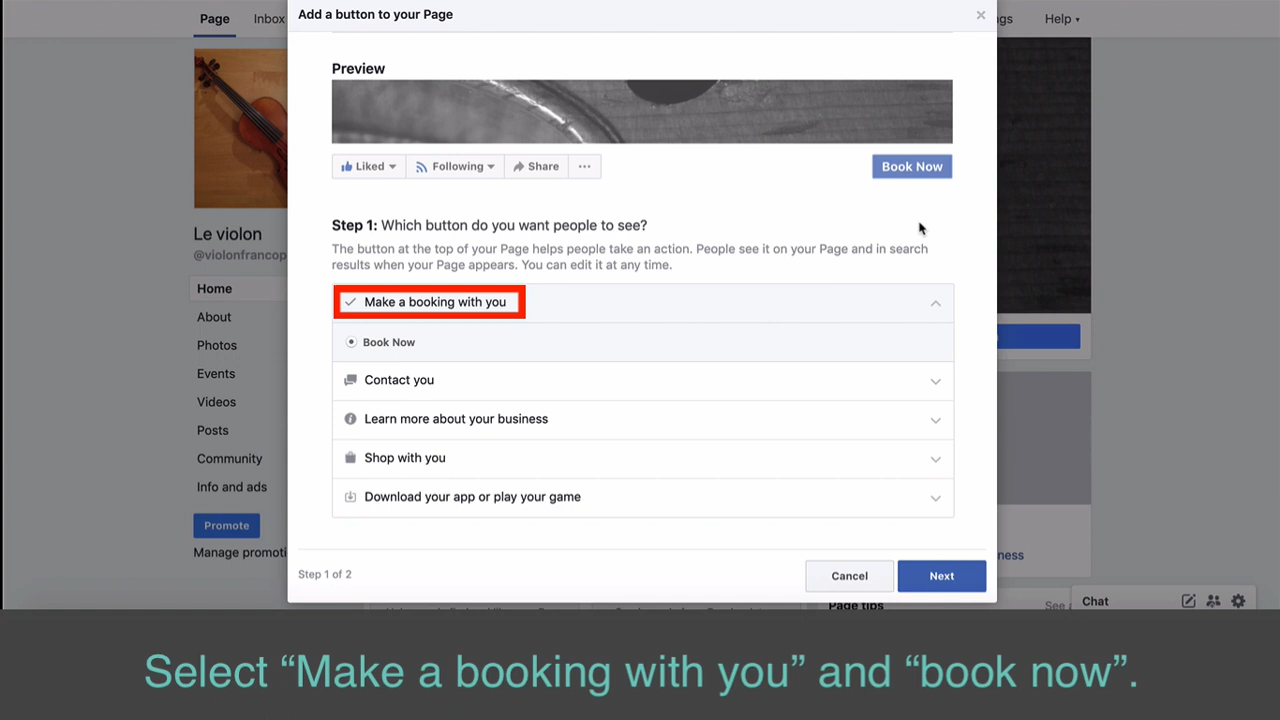 Add a button to your Page
Page
Inbox
ngs
Help
Preview
Liked
Following
Share
Book Now
Le violon
@violonfrancop
Step 1: Which button do you want people to see?
The button at the top of your Page helps people take an action. People see it on your Page and in search
results when your Page appears. You can edit it at any time.
Home
About
Photos
Events
Videos
Posts
Community
Info and ads
Promote
Manage promoti
Make a booking with you
Book Now
Contact you
Learn more about your business
Shop with you
Download your app or play your game
Step 1 of 2
Cancel
Next
ness
Page tips
See
Chat
Select “Make a booking with you” and “book now”.